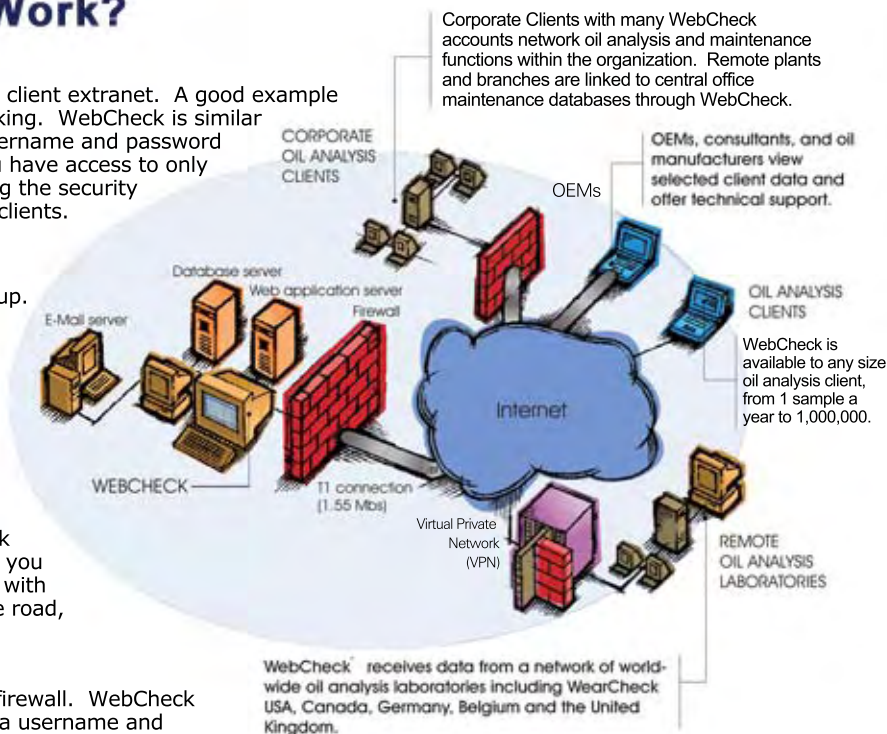 Work?
client extranet. A good example
king. WebCheck is similar
ername and password
have access to only
g the security
clients.
up.
k
you
with
e road,
firewall. WebCheck
a username and
Corporate Clients with many WebCheck
accounts network oil analysis and maintenance
functions within the organization. Remote plants
and branches are linked to central office
maintenance databases through WebCheck.
CORPORATE
OIL ANALYSIS
CLIENTS
OEMs
OEMs, consultants, and oil
manufacturers view
selected client data and
offer technical support.
OIL ANALYSIS
CLIENTS
WebCheck is
available to any size
oil analysis client,
from 1 sample a
year to 1,000,000.
Database server
Web application server
Firewall
E-Mail server
Internet
WEBCHECK
T1 connection
(1.55 Mbs)
Virtual Private
Network
(VPN)
REMOTE
OIL ANALYSIS
LABORATORIES
WebCheck receives data from a network of world-
wide oil analysis laboratories including WearCheck
USA, Canada, Germany, Belgium and the United
Kingdom.